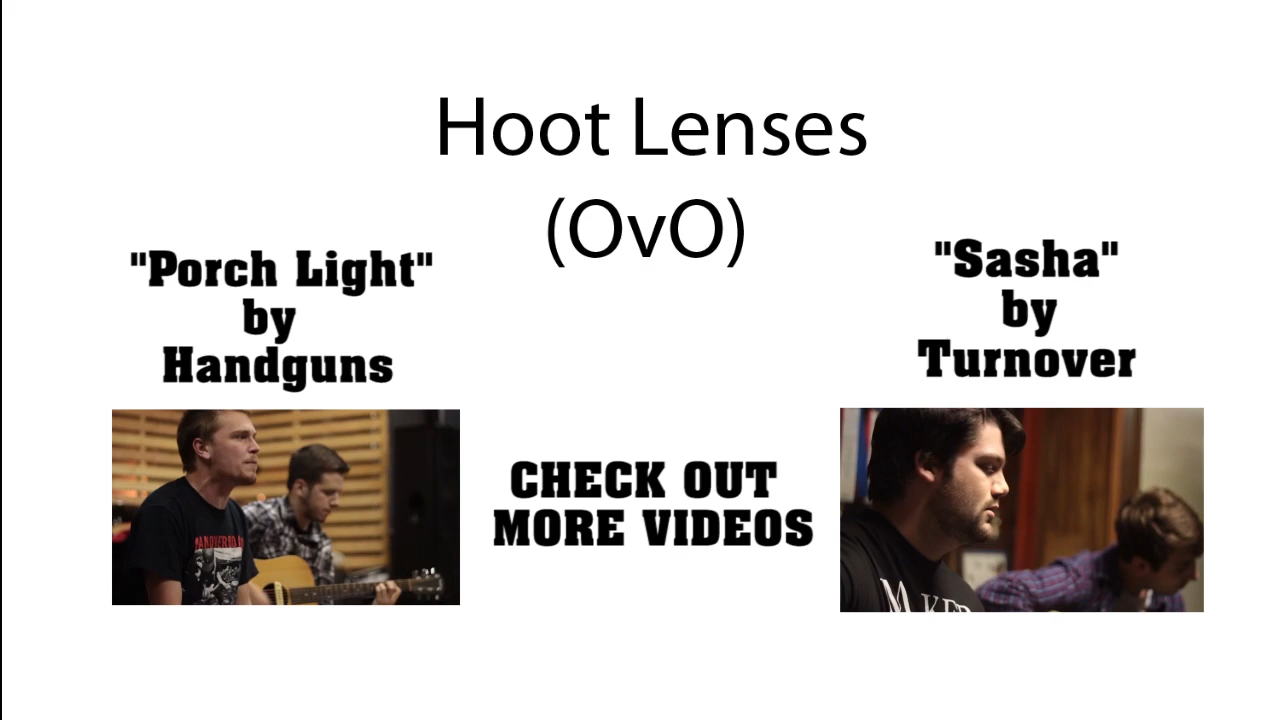 Hoot Lenses
(OvO)
"Porch Light"
by
Handguns
"Sasha"
by
Turnover
CHECK OUT
MORE VIDEOS